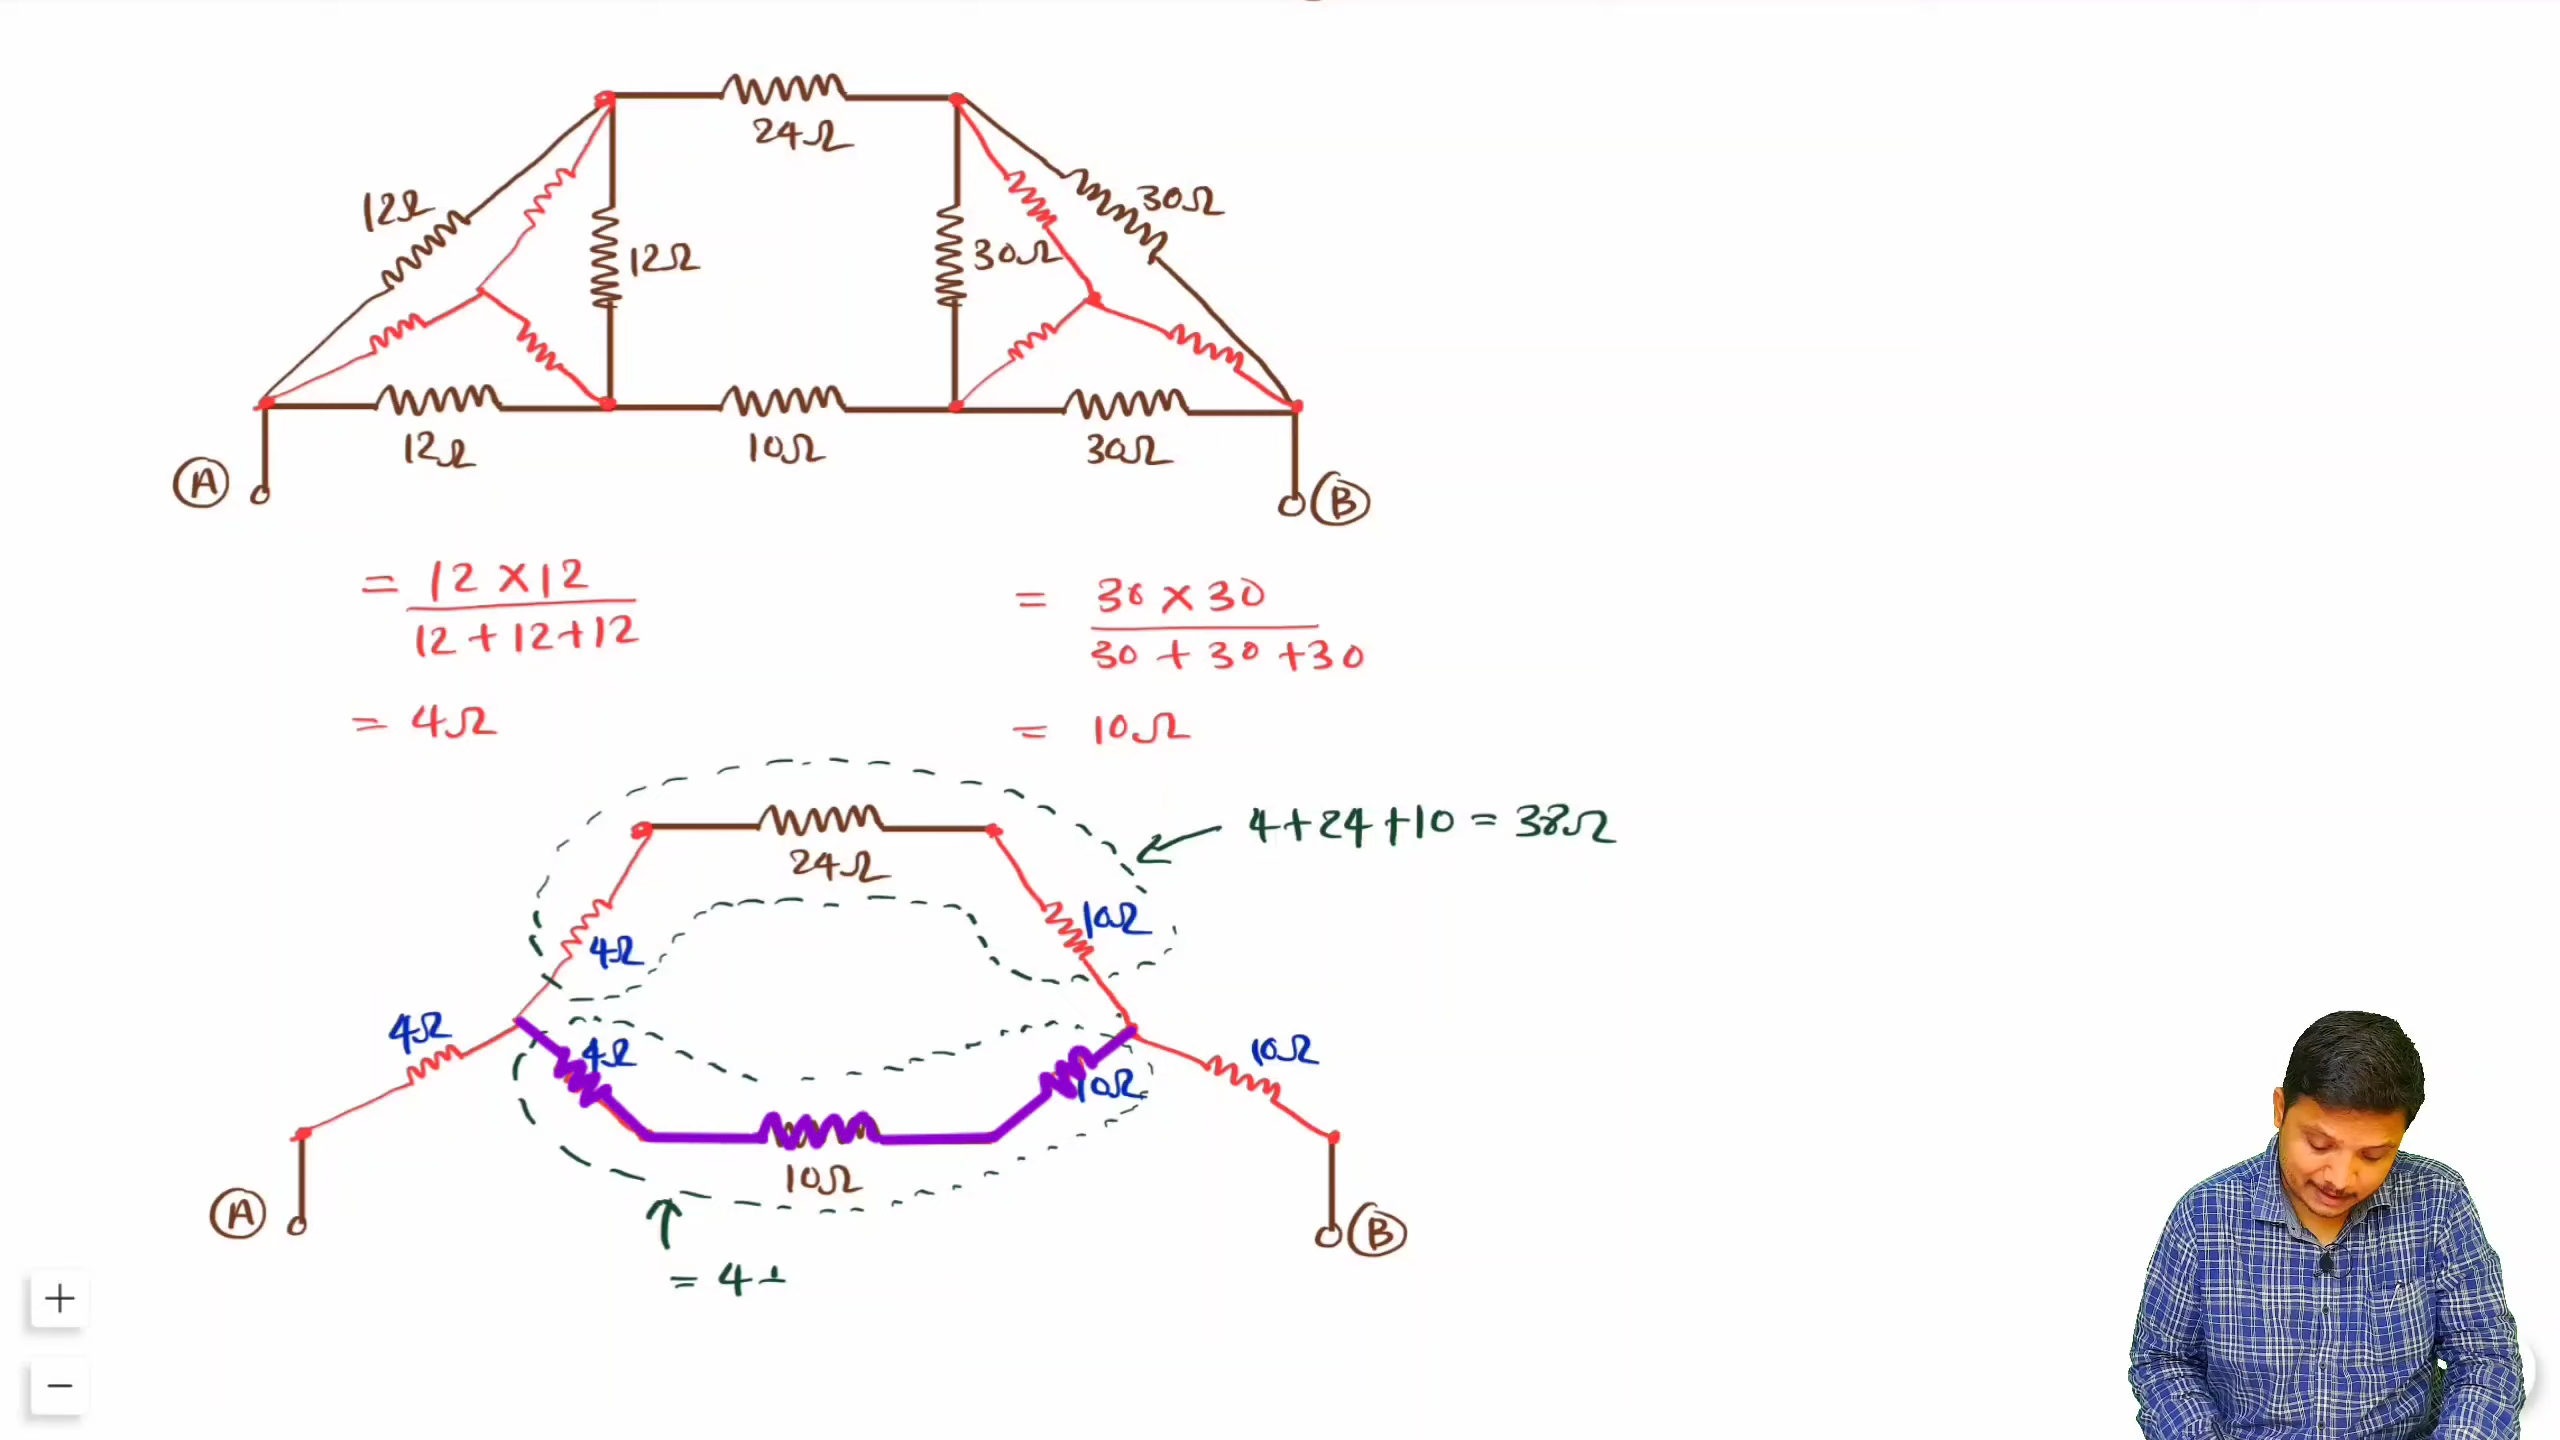 24Ω
12Ω
30Ω
12Ω
30Ω
12Ω
10Ω
30Ω
A
B
= 12 × 12
12 + 12 + 12
= 4Ω
= 30 × 30
30 + 30 + 30
= 10Ω
4 + 24 + 10 = 38Ω
24Ω
4Ω
10Ω
4Ω
4Ω
10Ω
10Ω
10Ω
A
B
= 4 +
+
−